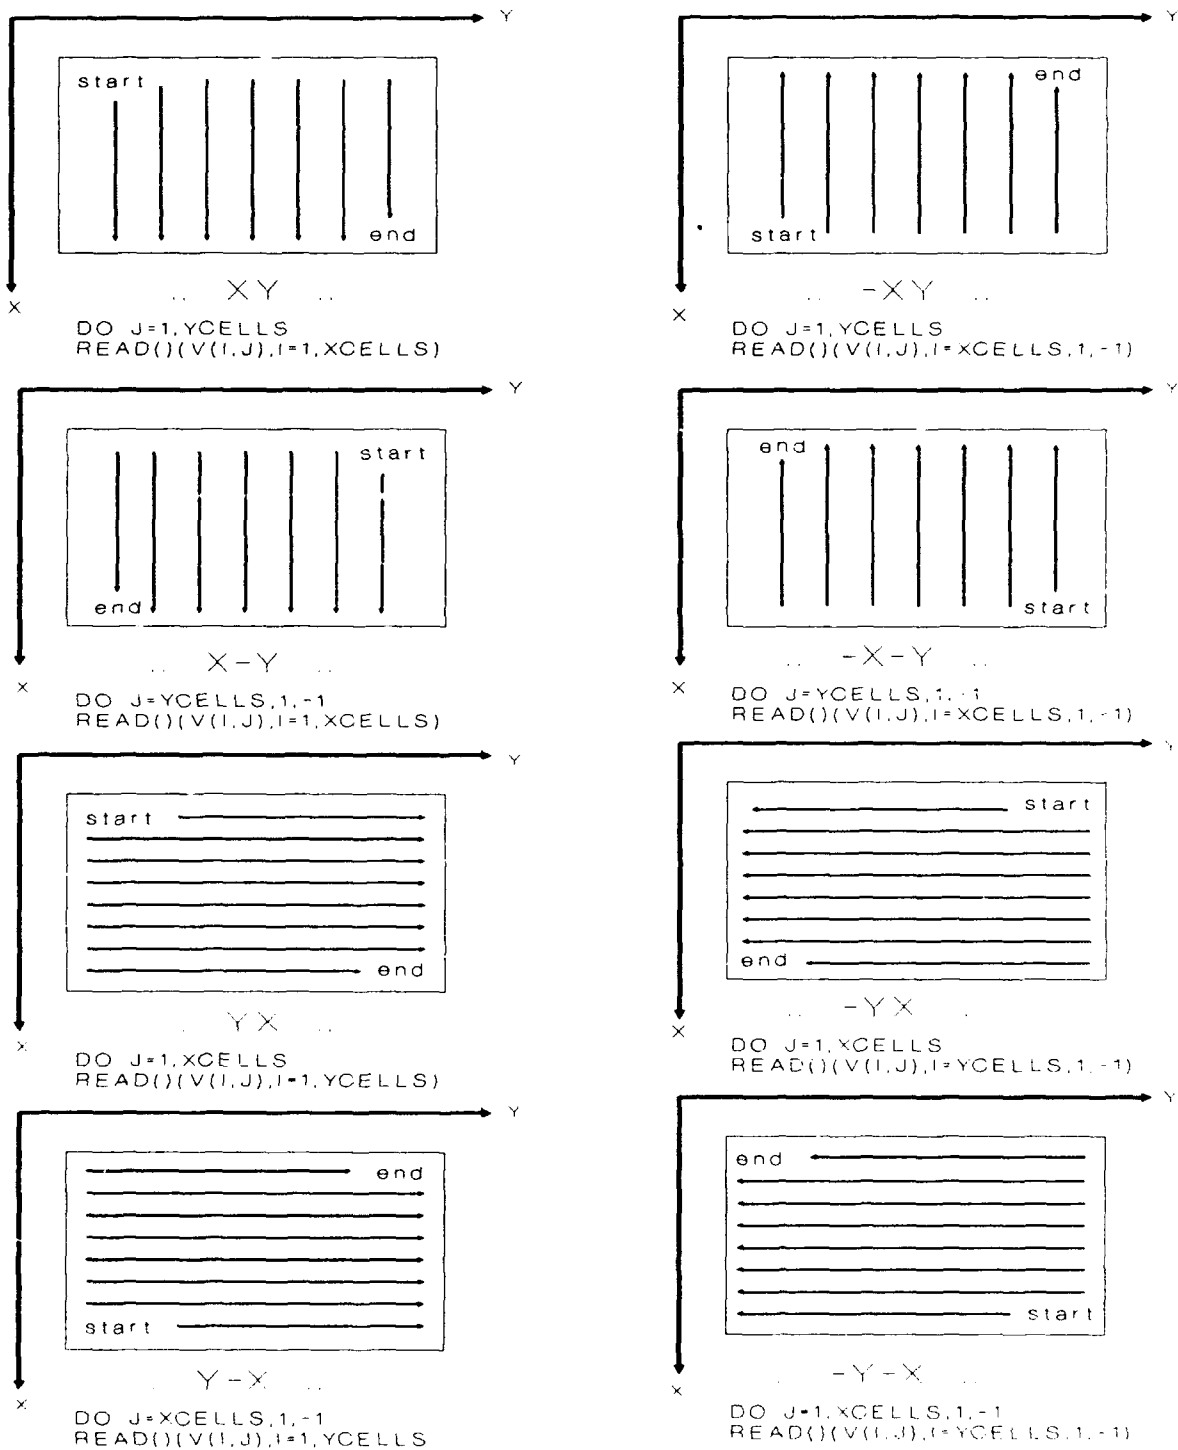 Y
start
end
X
.. XY ..
DO J=1,YCELLS
READ()(V(I,J),I=1,XCELLS)
Y
end
start
X
.. -XY ..
DO J=1,YCELLS
READ()(V(I,J),I=XCELLS,1,-1)
Y
start
end
X
.. X-Y ..
DO J=YCELLS,1,-1
READ()(V(I,J),I=1,XCELLS)
Y
end
start
X
.. -X-Y ..
DO J=YCELLS,1,-1
READ()(V(I,J),I=XCELLS,1,-1)
Y
start
end
X
. YX ..
DO J=1,XCELLS
READ()(V(I,J),I=1,YCELLS)
Y
start
end
X
.. -YX ..
DO J=1,XCELLS
READ()(V(I,J),I=YCELLS,1,-1)
Y
end
start
X
. Y-X ..
DO J=XCELLS,1,-1
READ()(V(I,J),I=1,YCELLS
Y
end
start
X
. -Y-X ..
DO J=1,XCELLS,1,-1
READ()(V(I,J),I=YCELLS,1,-1)